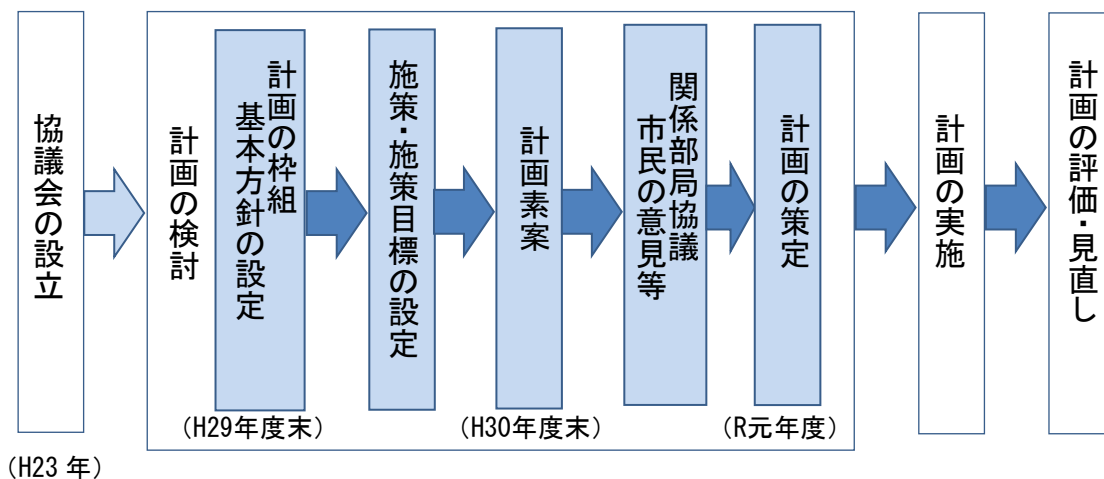 協議会の設立
(H23 年)
計画の検討
計画の枠組
基本方針の設定
(H29年度末)
施策・施策目標の設定
計画素案
(H30年度末)
関係部局協議
市民の意見等
計画の策定
(R元年度)
計画の実施
計画の評価・見直し